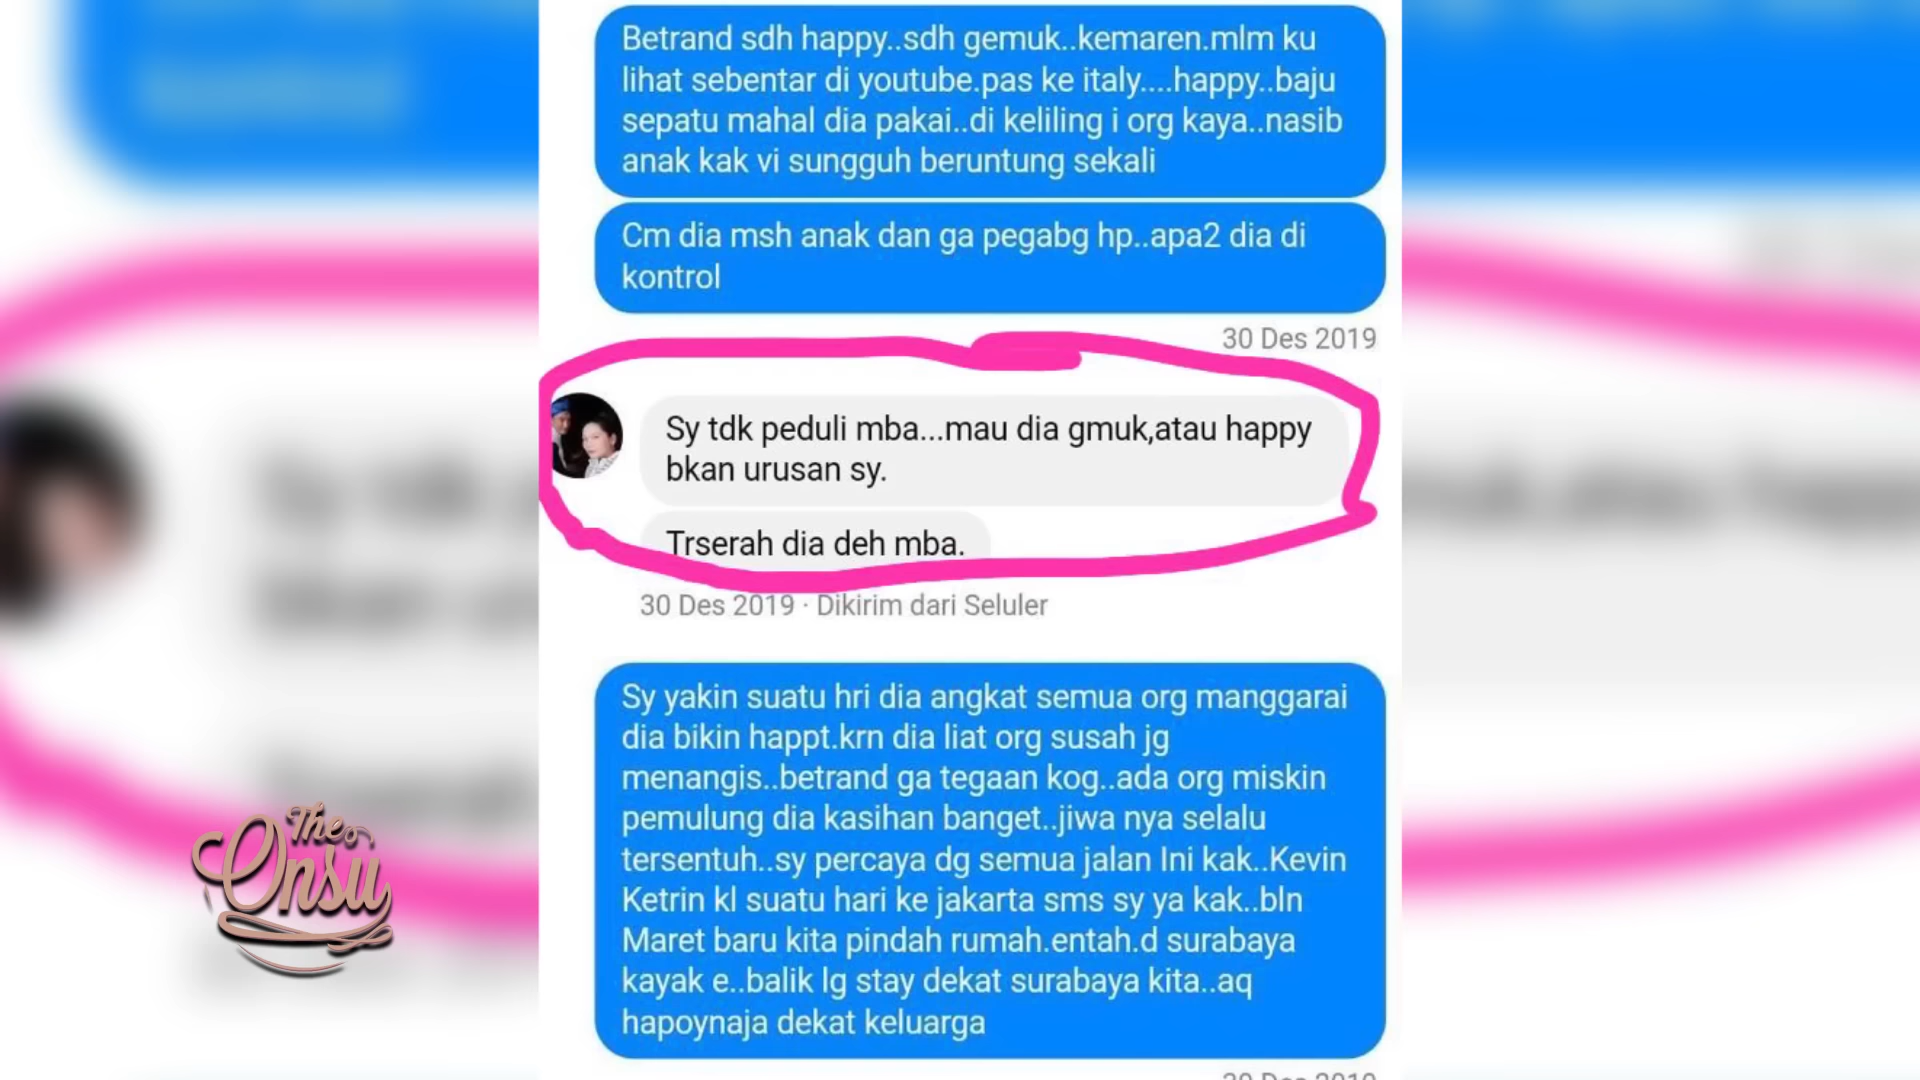 Betrand sdh happy..sdh gemuk..kemaren.mlm ku
lihat sebentar di youtube.pas ke italy....happy..baju
sepatu mahal dia pakai..di keliling i org kaya..nasib
anak kak vi sungguh beruntung sekali
Cm dia msh anak dan ga pegabg hp..apa2 dia di
kontrol
30 Des 2019
Sy tdk peduli mba...mau dia gmuk,atau happy
bkan urusan sy.
Trserah dia deh mba.
30 Des 2019 · Dikirim dari Seluler
Sy yakin suatu hri dia angkat semua org manggarai
dia bikin happt.krn dia liat org susah jg
menangis..betrand ga tegaan kog..ada org miskin
pemulung dia kasihan banget..jiwa nya selalu
tersentuh..sy percaya dg semua jalan Ini kak..Kevin
Ketrin kl suatu hari ke jakarta sms sy ya kak..bln
Maret baru kita pindah rumah.entah.d surabaya
kayak e..balik lg stay dekat surabaya kita..aq
hapoynaja dekat keluarga
The
Onsu